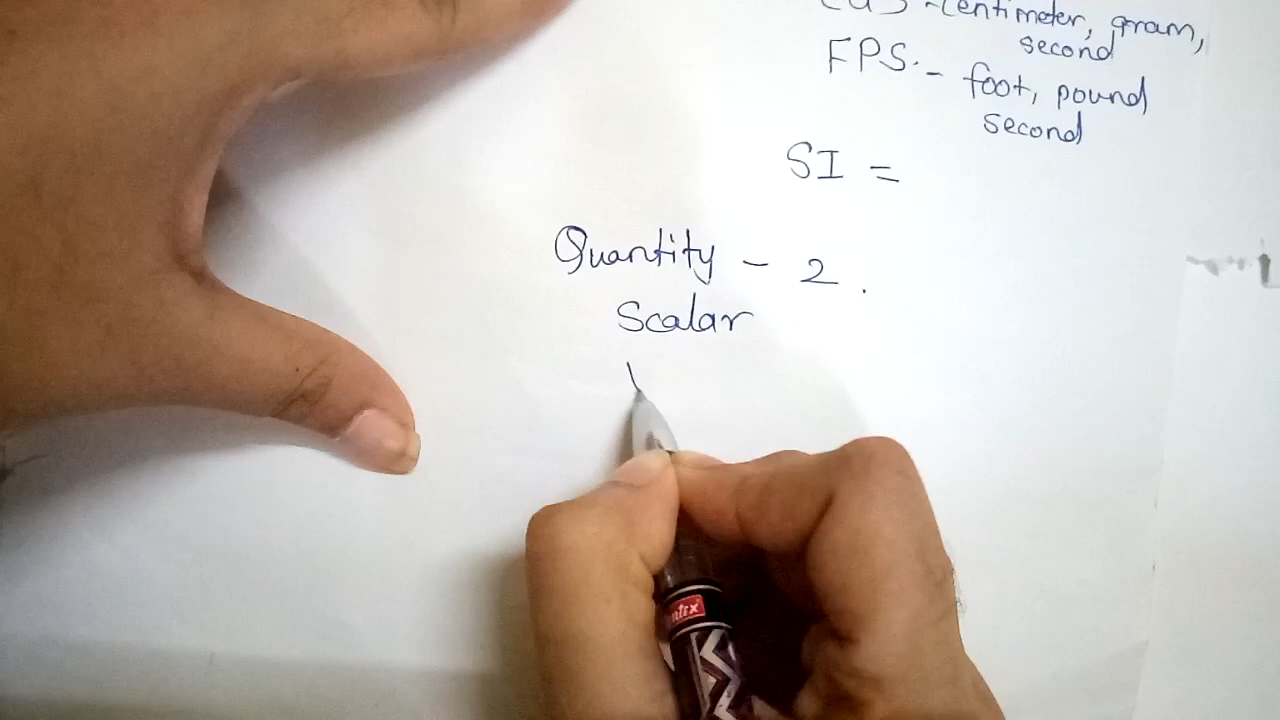 - Centimeter, gram,
second
FPS. - foot, pound
second
SI =
Quantity - 2.
Scalar